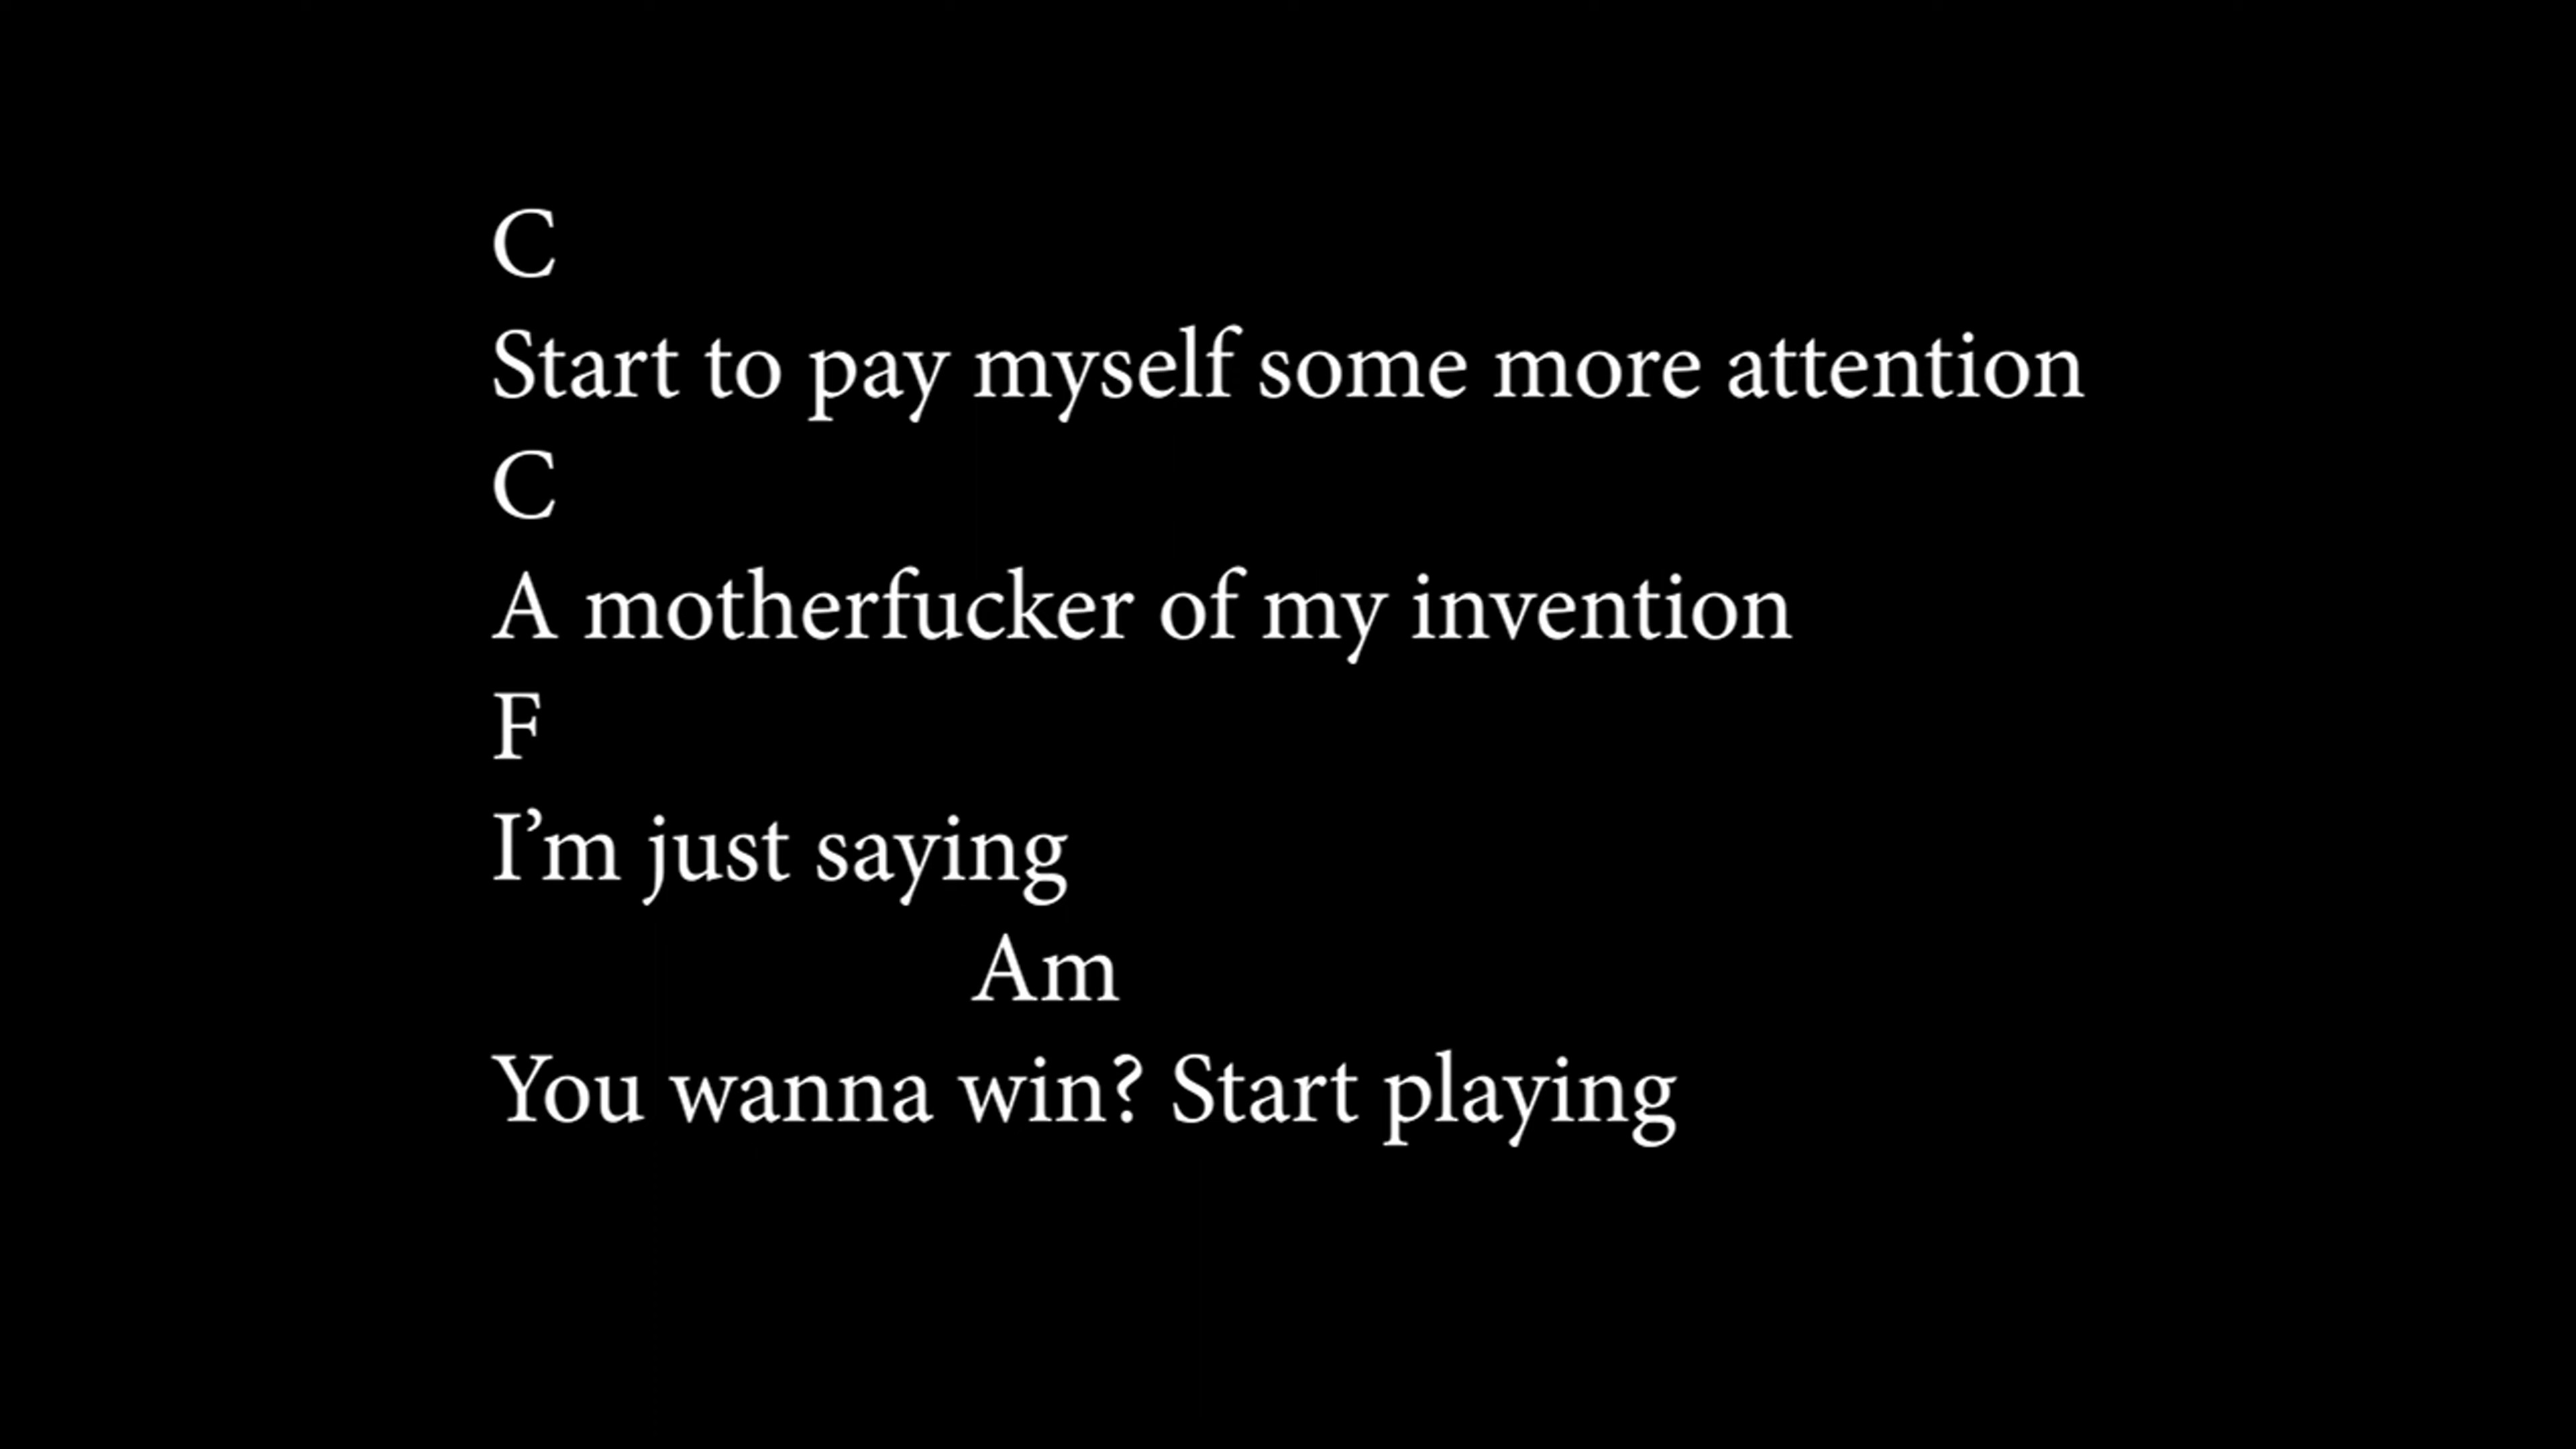 C
Start to pay myself some more attention
C
A motherfucker of my invention
F
I’m just saying
Am
You wanna win? Start playing